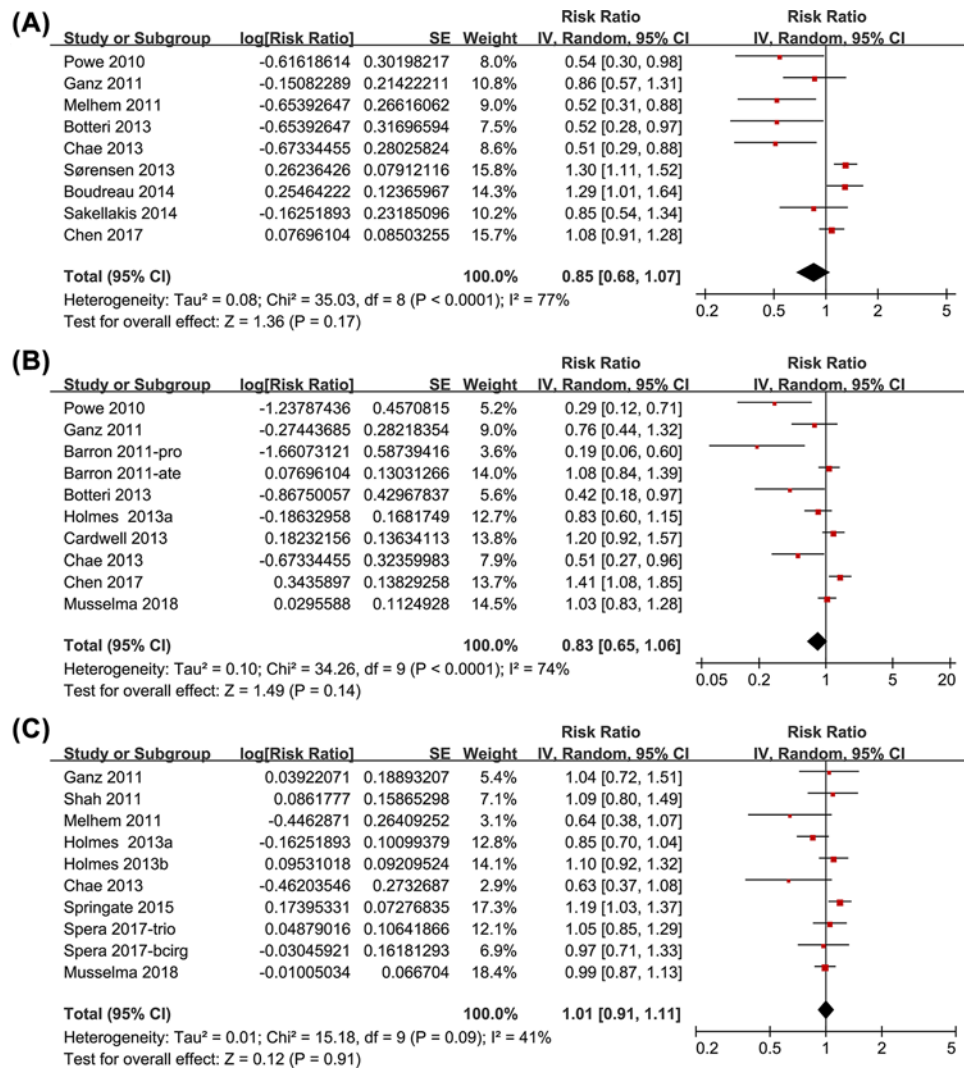 (A)
Risk Ratio Risk Ratio
Study or Subgroup log[Risk Ratio] SE Weight IV, Random, 95% CI IV, Random, 95% CI
Powe 2010 -0.61618614 0.30198217 8.0% 0.54 [0.30, 0.98]
Ganz 2011 -0.15082289 0.21422211 10.8% 0.86 [0.57, 1.31]
Melhem 2011 -0.65392647 0.26616062 9.0% 0.52 [0.31, 0.88]
Botteri 2013 -0.65392647 0.31696594 7.5% 0.52 [0.28, 0.97]
Chae 2013 -0.67334455 0.28025824 8.6% 0.51 [0.29, 0.88]
Sørensen 2013 0.26236426 0.07912116 15.8% 1.30 [1.11, 1.52]
Boudreau 2014 0.25464222 0.12365967 14.3% 1.29 [1.01, 1.64]
Sakellakis 2014 -0.16251893 0.23185096 10.2% 0.85 [0.54, 1.34]
Chen 2017 0.07696104 0.08503255 15.7% 1.08 [0.91, 1.28]
Total (95% CI) 100.0% 0.85 [0.68, 1.07]
Heterogeneity: Tau² = 0.08; Chi² = 35.03, df = 8 (P < 0.0001); I² = 77%
Test for overall effect: Z = 1.36 (P = 0.17)
0.2 0.5 1 2 5
(B)
Risk Ratio Risk Ratio
Study or Subgroup log[Risk Ratio] SE Weight IV, Random, 95% CI IV, Random, 95% CI
Powe 2010 -1.23787436 0.4570815 5.2% 0.29 [0.12, 0.71]
Ganz 2011 -0.27443685 0.28218354 9.0% 0.76 [0.44, 1.32]
Barron 2011-pro -1.66073121 0.58739416 3.6% 0.19 [0.06, 0.60]
Barron 2011-ate 0.07696104 0.13031266 14.0% 1.08 [0.84, 1.39]
Botteri 2013 -0.86750057 0.42967837 5.6% 0.42 [0.18, 0.97]
Holmes 2013a -0.18632958 0.1681749 12.7% 0.83 [0.60, 1.15]
Cardwell 2013 0.18232156 0.13634113 13.8% 1.20 [0.92, 1.57]
Chae 2013 -0.67334455 0.32359983 7.9% 0.51 [0.27, 0.96]
Chen 2017 0.3435897 0.13829258 13.7% 1.41 [1.08, 1.85]
Musselma 2018 0.0295588 0.1124928 14.5% 1.03 [0.83, 1.28]
Total (95% CI) 100.0% 0.83 [0.65, 1.06]
Heterogeneity: Tau² = 0.10; Chi² = 34.26, df = 9 (P < 0.0001); I² = 74%
Test for overall effect: Z = 1.49 (P = 0.14)
0.05 0.2 1 5 20
(C)
Risk Ratio Risk Ratio
Study or Subgroup log[Risk Ratio] SE Weight IV, Random, 95% CI IV, Random, 95% CI
Ganz 2011 0.03922071 0.18893207 5.4% 1.04 [0.72, 1.51]
Shah 2011 0.0861777 0.15865298 7.1% 1.09 [0.80, 1.49]
Melhem 2011 -0.4462871 0.26409252 3.1% 0.64 [0.38, 1.07]
Holmes 2013a -0.16251893 0.10099379 12.8% 0.85 [0.70, 1.04]
Holmes 2013b 0.09531018 0.09209524 14.1% 1.10 [0.92, 1.32]
Chae 2013 -0.46203546 0.2732687 2.9% 0.63 [0.37, 1.08]
Springate 2015 0.17395331 0.07276835 17.3% 1.19 [1.03, 1.37]
Spera 2017-trio 0.04879016 0.10641866 12.1% 1.05 [0.85, 1.29]
Spera 2017-bcirg -0.03045921 0.16181293 6.9% 0.97 [0.71, 1.33]
Musselma 2018 -0.01005034 0.066704 18.4% 0.99 [0.87, 1.13]
Total (95% CI) 100.0% 1.01 [0.91, 1.11]
Heterogeneity: Tau² = 0.01; Chi² = 15.18, df = 9 (P = 0.09); I² = 41%
Test for overall effect: Z = 0.12 (P = 0.91)
0.2 0.5 1 2 5